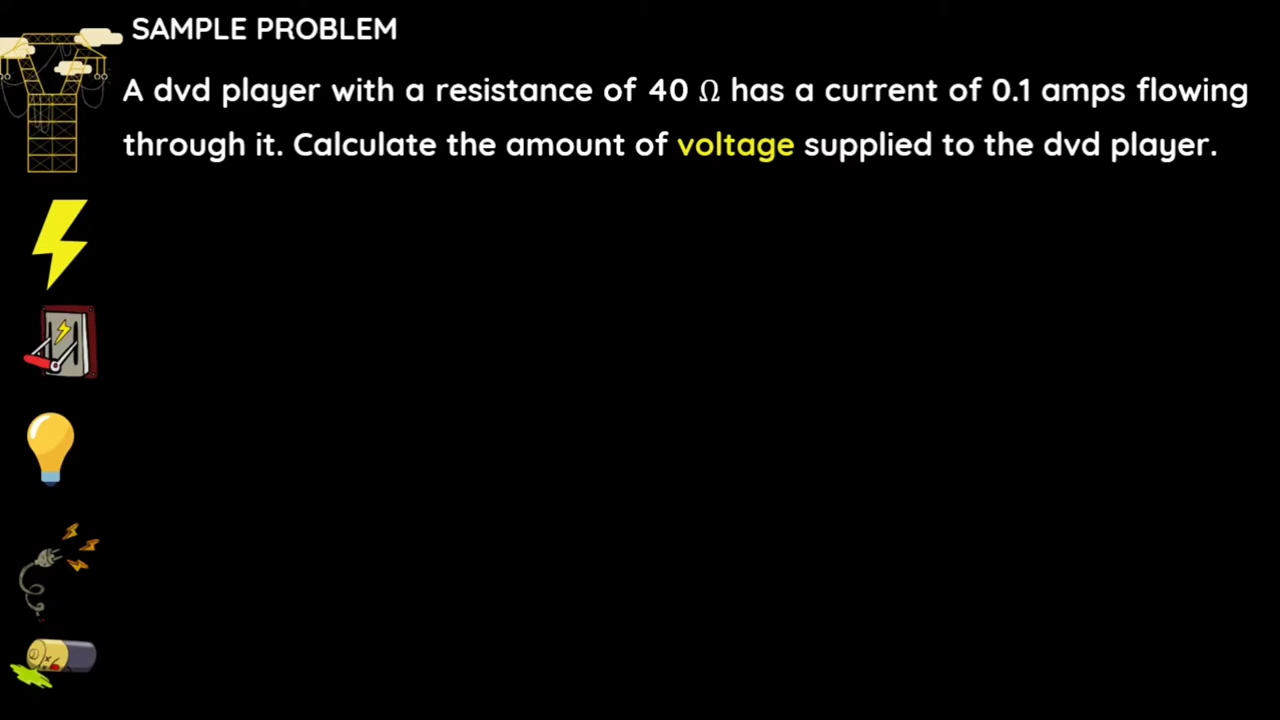 SAMPLE PROBLEM
A dvd player with a resistance of 40 Ω has a current of 0.1 amps flowing
through it. Calculate the amount of voltage supplied to the dvd player.